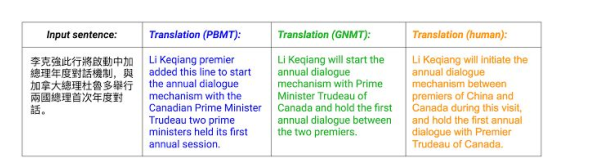 Input sentence:
Translation (PBMT):
Translation (GNMT):
Translation (human):
李克強此行將啟動中加
總理年度對話機制，與
加拿大總理杜魯多舉行
兩國總理首次年度對
話。
Li Keqiang premier
added this line to start
the annual dialogue
mechanism with the
Canadian Prime Minister
Trudeau two prime
ministers held its first
annual session.
Li Keqiang will start the
annual dialogue
mechanism with Prime
Minister Trudeau of
Canada and hold the first
annual dialogue between
the two premiers.
Li Keqiang will initiate the
annual dialogue
mechanism between
premiers of China and
Canada during this visit,
and hold the first annual
dialogue with Premier
Trudeau of Canada.